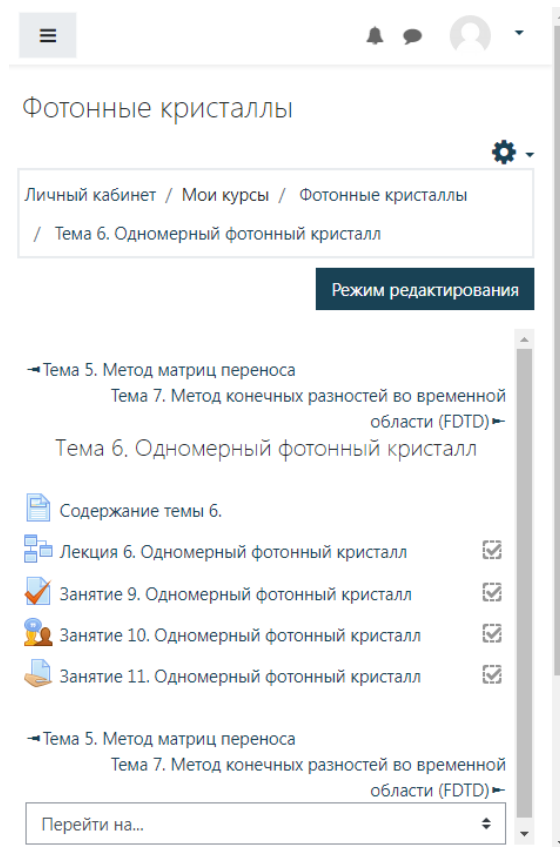 Фотонные кристаллы
Личный кабинет / Мои курсы / Фотонные кристаллы
/ Тема 6. Одномерный фотонный кристалл
Режим редактирования
Тема 5. Метод матриц переноса
Тема 7. Метод конечных разностей во временной
области (FDTD)
Тема 6. Одномерный фотонный кристалл
Содержание темы 6.
Лекция 6. Одномерный фотонный кристалл
Занятие 9. Одномерный фотонный кристалл
Занятие 10. Одномерный фотонный кристалл
Занятие 11. Одномерный фотонный кристалл
Тема 5. Метод матриц переноса
Тема 7. Метод конечных разностей во временной
области (FDTD)
Перейти на...